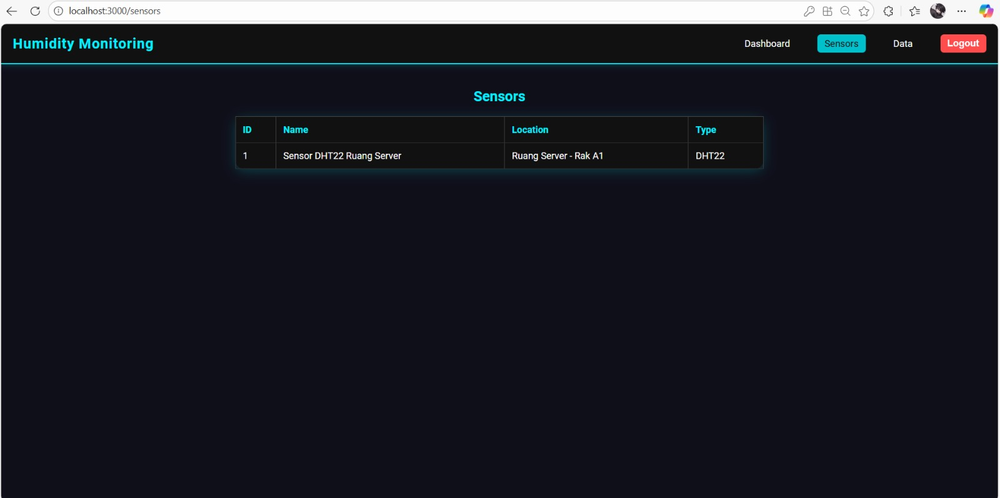 localhost:3000/sensors
Humidity Monitoring
Dashboard Sensors Data Logout
Sensors
ID Name Location Type
1 Sensor DHT22 Ruang Server Ruang Server - Rak A1 DHT22